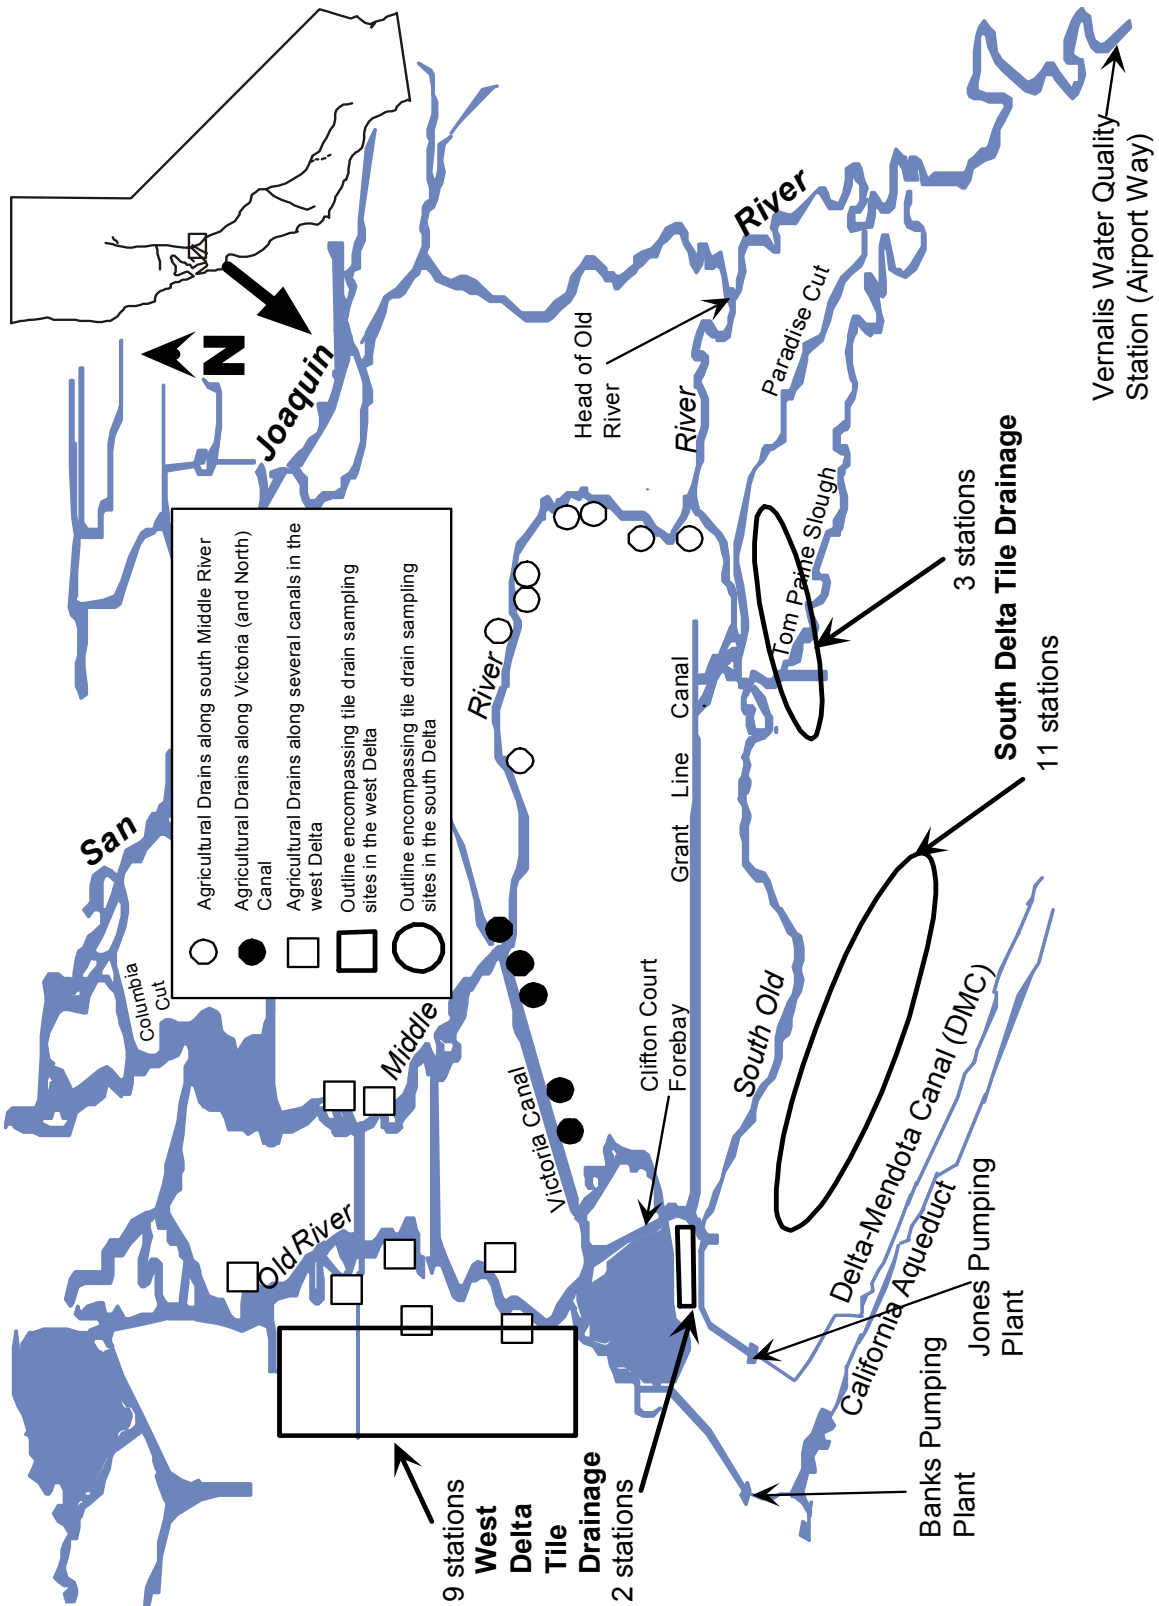 N
San
Joaquin
River
Agricultural Drains along south Middle River
Agricultural Drains along Victoria (and North)
Canal
Agricultural Drains along several canals in the
west Delta
Outline encompassing tile drain sampling
sites in the west Delta
Outline encompassing tile drain sampling
sites in the south Delta
Columbia
Cut
Middle
River
Old River
Victoria Canal
Head of Old
River
Clifton Court
Forebay
Grant Line Canal
South Old
River
Paradise Cut
Tom Paine Slough
9 stations
West
Delta
Tile
Drainage
2 stations
3 stations
South Delta Tile Drainage
11 stations
Delta-Mendota Canal (DMC)
California Aqueduct
Banks Pumping
Plant
Jones Pumping
Plant
Vernalis Water Quality
Station (Airport Way)